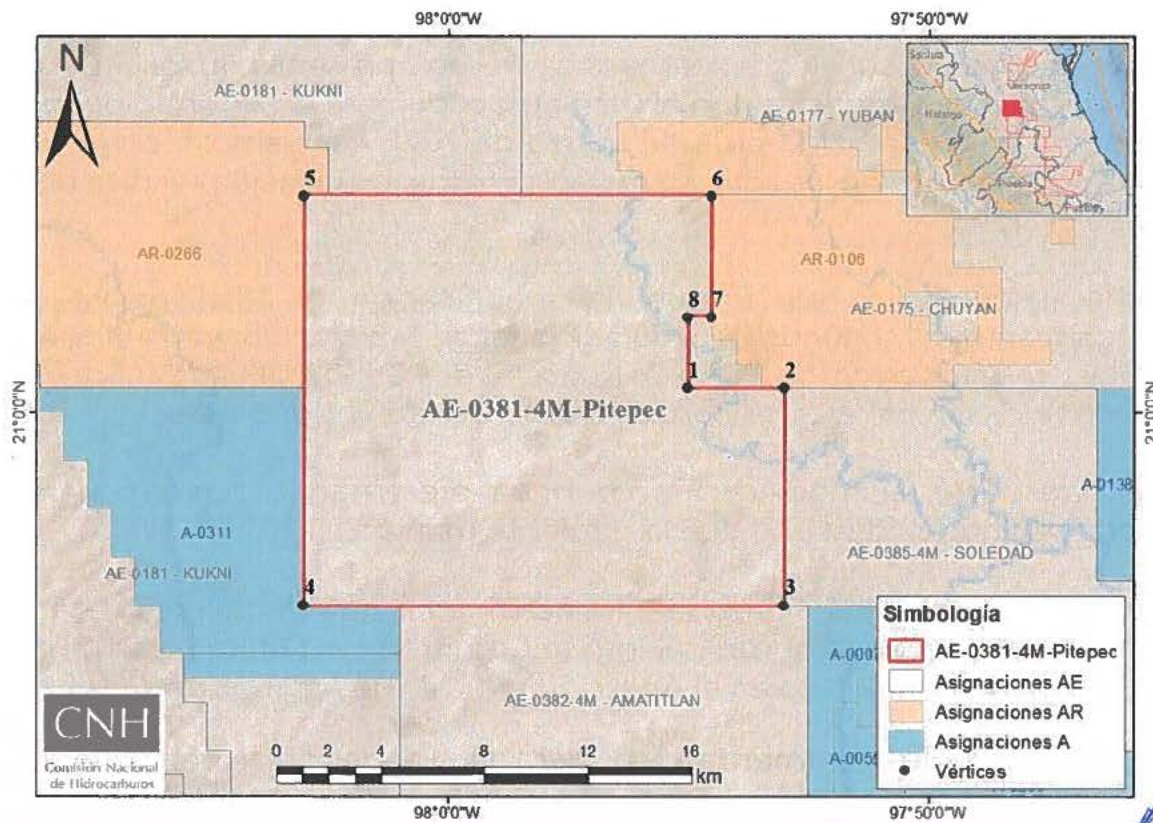 98°0'0"W
97°50'0"W
N
AE-0181 - KUKNI
AE-0177 - YUBAN
Veracruz
Hidalgo
Puebla
5
6
AR-0266
AR-0106
8
7
AE-0175 - CHUYAN
1
2
21°0'0"N
AE-0381-4M-Pitepec
21°0'0"N
A-0138
A-0311
AE-0385-4M - SOLEDAD
AE-0181 - KUKNI
4
3
Simbología
AE-0381-4M-Pitepec
Asignaciones AE
Asignaciones AR
Asignaciones A
Vértices
AE-0382-4M - AMATITLAN
CNH
Comisión Nacional
de Hidrocarburos
0 2 4 8 12 16
km
98°0'0"W
97°50'0"W